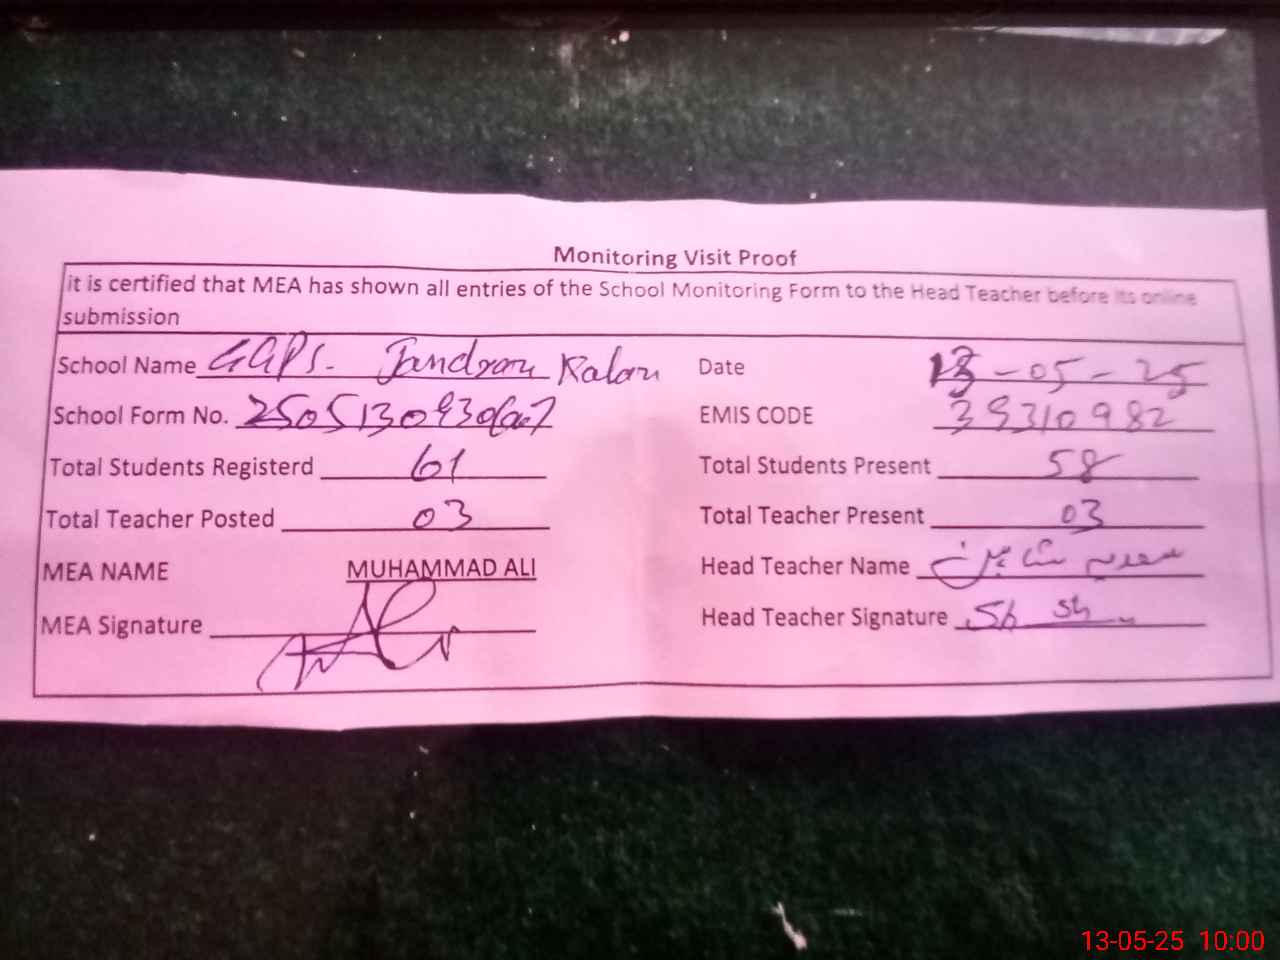 Monitoring Visit Proof
it is certified that MEA has shown all entries of the School Monitoring Form to the Head Teacher before its online
submission
School Name GGPS. Jandran Kalan Date 13-05-25
School Form No. EMIS CODE 39310982
Total Students Registerd 61 Total Students Present 58
Total Teacher Posted 03 Total Teacher Present 03
MEA NAME MUHAMMAD ALI Head Teacher Name شاہین
MEA Signature Head Teacher Signature
13-05-25 10:00